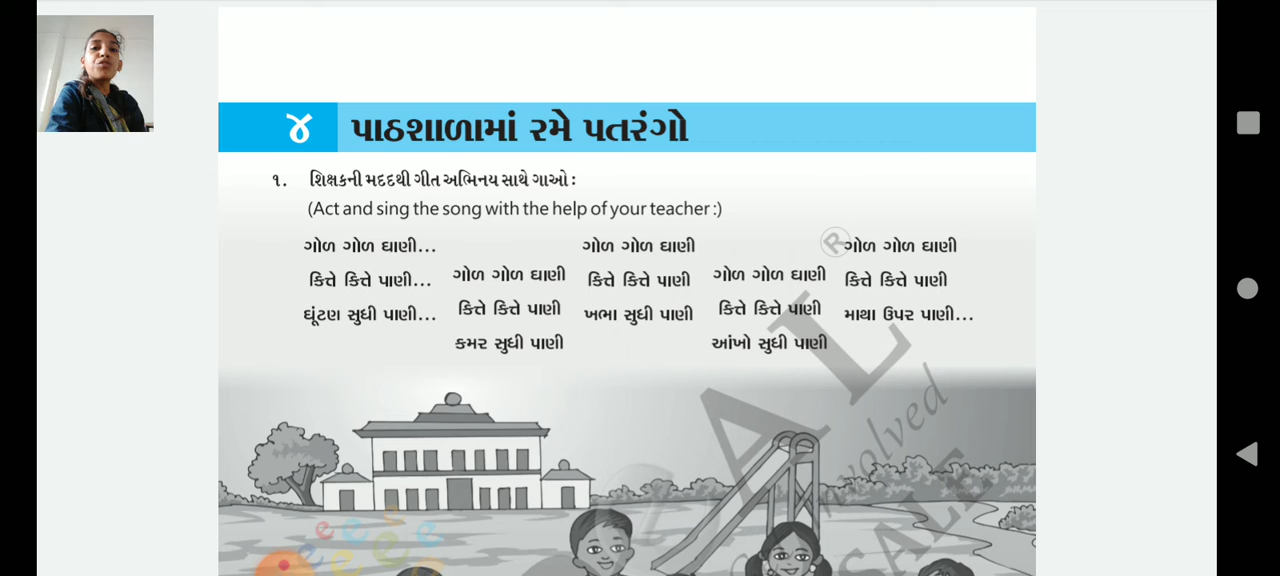 ૪ પાઠશાળામાં રમે પતરંગો
૧. શિક્ષકની મદદથી ગીત અભિનય સાથે ગાઓ :
(Act and sing the song with the help of your teacher :)
ગોળ ગોળ ઘાણી...
કિત્તે કિત્તે પાણી...
ઘૂંટણ સુધી પાણી...
ગોળ ગોળ ઘાણી
કિત્તે કિત્તે પાણી
કમર સુધી પાણી
ગોળ ગોળ ઘાણી
કિત્તે કિત્તે પાણી
ખભા સુધી પાણી
ગોળ ગોળ ઘાણી
કિત્તે કિત્તે પાણી
આંખો સુધી પાણી
ગોળ ગોળ ઘાણી
કિત્તે કિત્તે પાણી
માથા ઉપર પાણી...
®
SALE